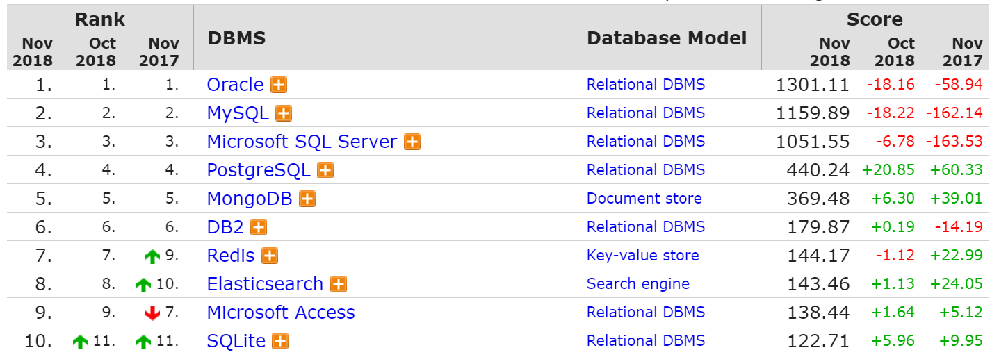 Rank DBMS Database Model Score
Nov 2018 Oct 2018 Nov 2017 Nov 2018 Oct 2018 Nov 2017
1. 1. 1. Oracle Relational DBMS 1301.11 -18.16 -58.94
2. 2. 2. MySQL Relational DBMS 1159.89 -18.22 -162.14
3. 3. 3. Microsoft SQL Server Relational DBMS 1051.55 -6.78 -163.53
4. 4. 4. PostgreSQL Relational DBMS 440.24 +20.85 +60.33
5. 5. 5. MongoDB Document store 369.48 +6.30 +39.01
6. 6. 6. DB2 Relational DBMS 179.87 +0.19 -14.19
7. 7. 9. Redis Key-value store 144.17 -1.12 +22.99
8. 8. 10. Elasticsearch Search engine 143.46 +1.13 +24.05
9. 9. 7. Microsoft Access Relational DBMS 138.44 +1.64 +5.12
10. 11. 11. SQLite Relational DBMS 122.71 +5.96 +9.95